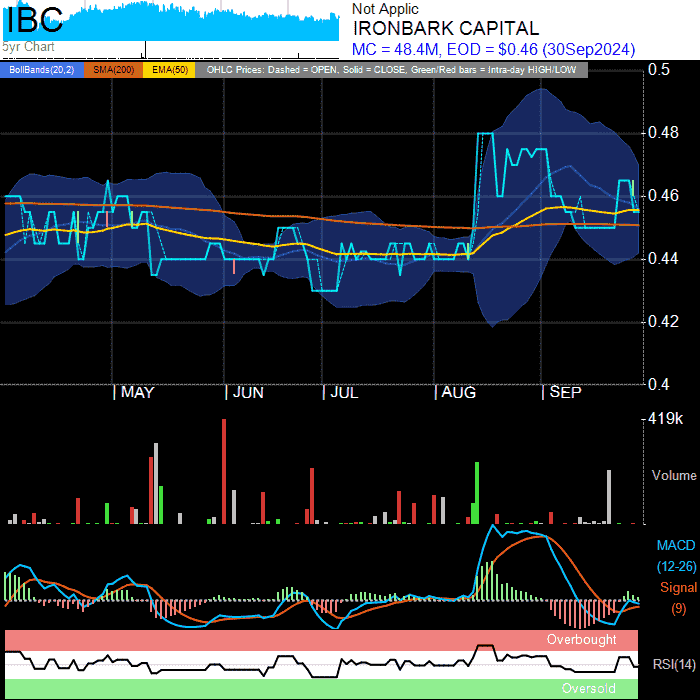 IBC
5yr Chart
Not Applic
IRONBARK CAPITAL
MC = 48.4M, EOD = $0.46 (30Sep2024)
BollBands(20,2) SMA(200) EMA(50) OHLC Prices: Dashed = OPEN, Solid = CLOSE, Green/Red bars = Intra-day HIGH/LOW
0.5
0.48
0.46
0.44
0.42
0.4
MAY JUN JUL AUG SEP
419k
Volume
MACD
(12-26)
Signal
(9)
Overbought
RSI(14)
Oversold